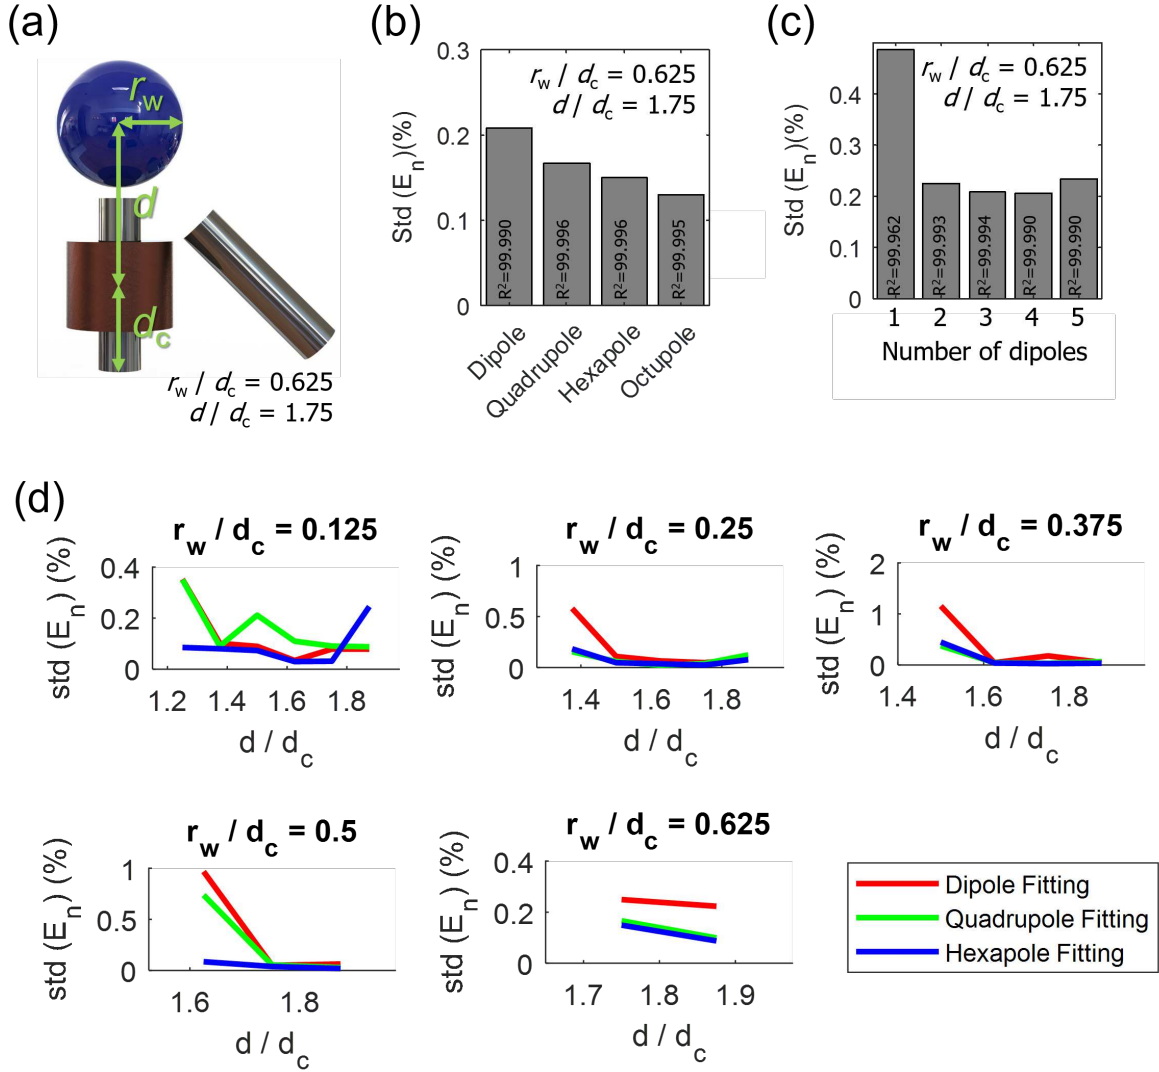 (a)
r_w
d
d_c
r_w / d_c = 0.625
d / d_c = 1.75
(b)
r_w / d_c = 0.625
d / d_c = 1.75
Std (E_n)(%)
0.3
0.2
0.1
0
R²=99.990
R²=99.996
R²=99.996
R²=99.995
Dipole
Quadrupole
Hexapole
Octupole
(c)
r_w / d_c = 0.625
d / d_c = 1.75
Std (E_n)(%)
0.4
0.3
0.2
0.1
0
R²=99.962
R²=99.993
R²=99.994
R²=99.990
R²=99.990
1 2 3 4 5
Number of dipoles
(d)
r_w / d_c = 0.125
std (E_n) (%)
0.4
0.2
0
1.2 1.4 1.6 1.8
d / d_c
r_w / d_c = 0.25
std (E_n) (%)
1
0.5
0
1.4 1.6 1.8
d / d_c
r_w / d_c = 0.375
std (E_n) (%)
2
1
0
1.4 1.6 1.8
d / d_c
r_w / d_c = 0.5
std (E_n) (%)
1
0.5
0
1.6 1.8
d / d_c
r_w / d_c = 0.625
std (E_n) (%)
0.4
0.2
0
1.7 1.8 1.9
d / d_c
Dipole Fitting
Quadrupole Fitting
Hexapole Fitting